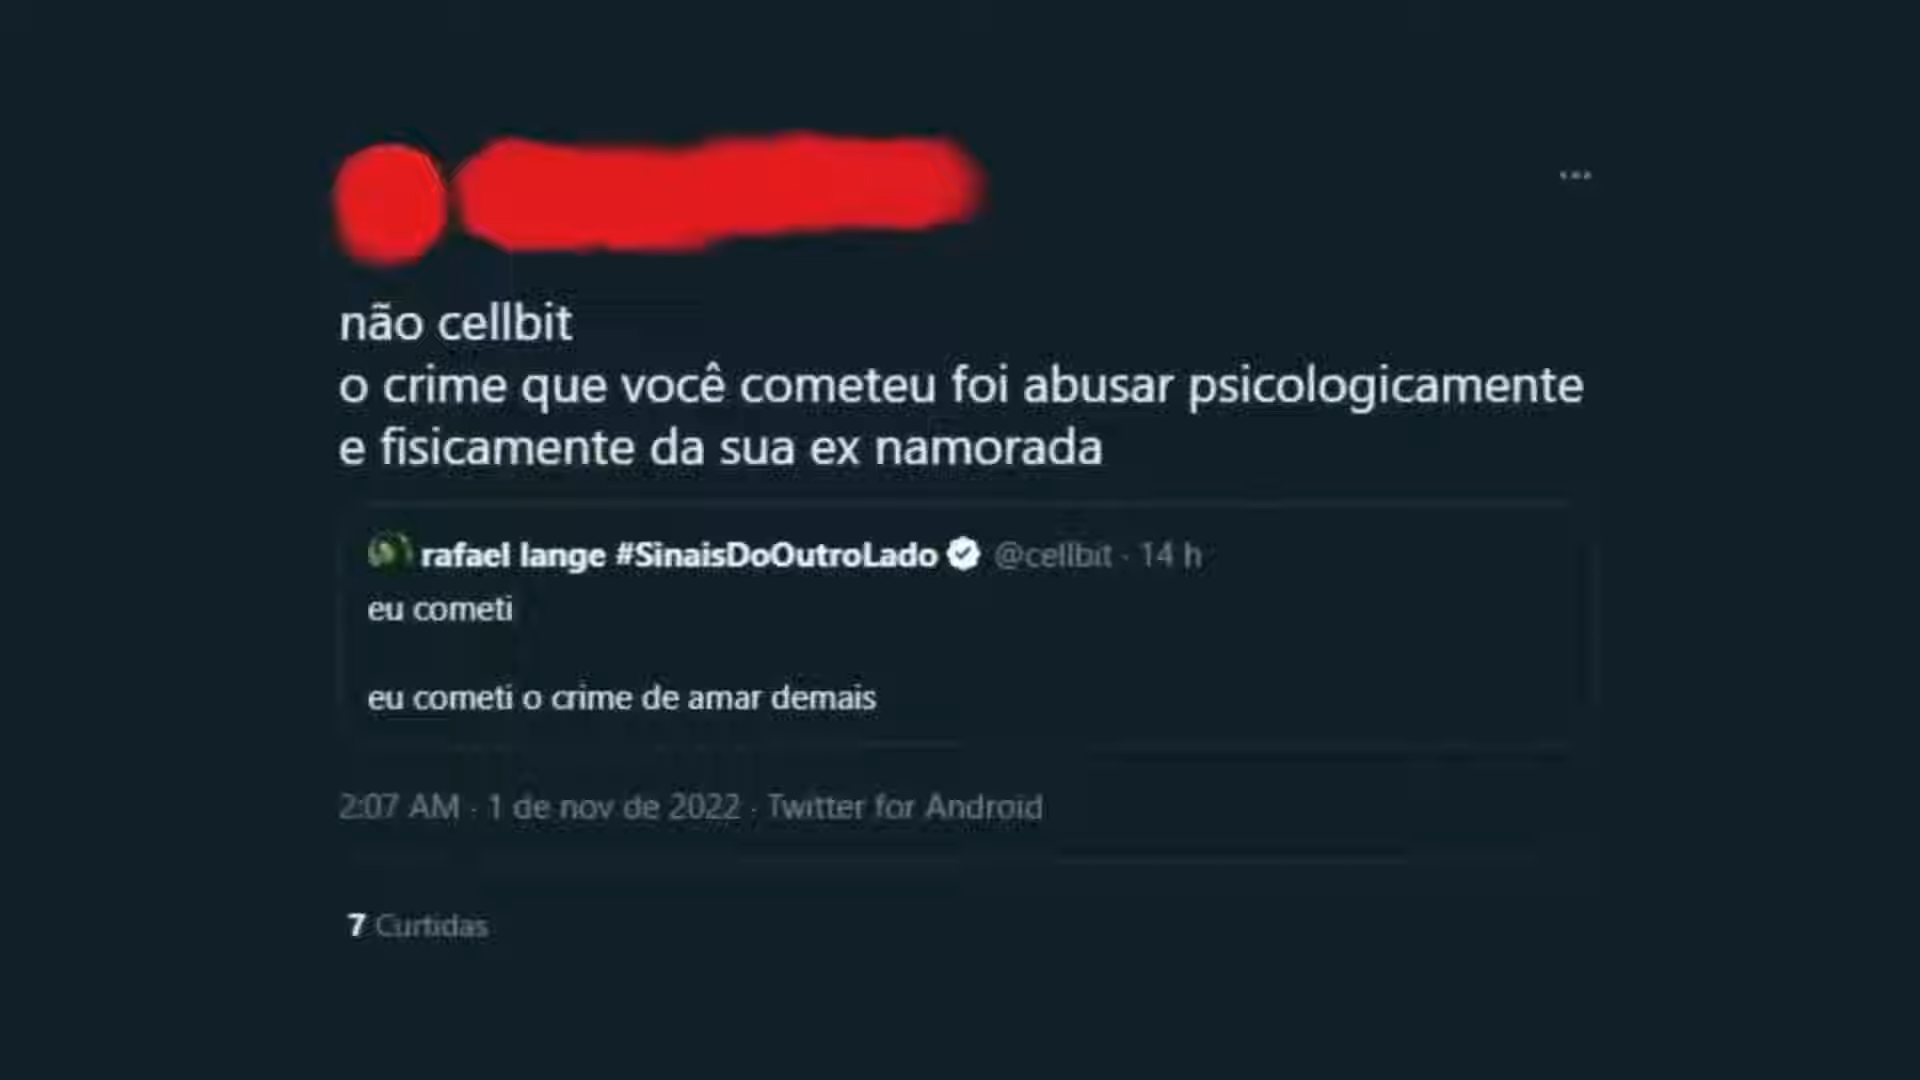 não cellbit
o crime que você cometeu foi abusar psicologicamente
e fisicamente da sua ex namorada
rafael lange #SinaisDoOutroLado @cellbit · 14 h
eu cometi
eu cometi o crime de amar demais
2:07 AM · 1 de nov de 2022 · Twitter for Android
7 Curtidas